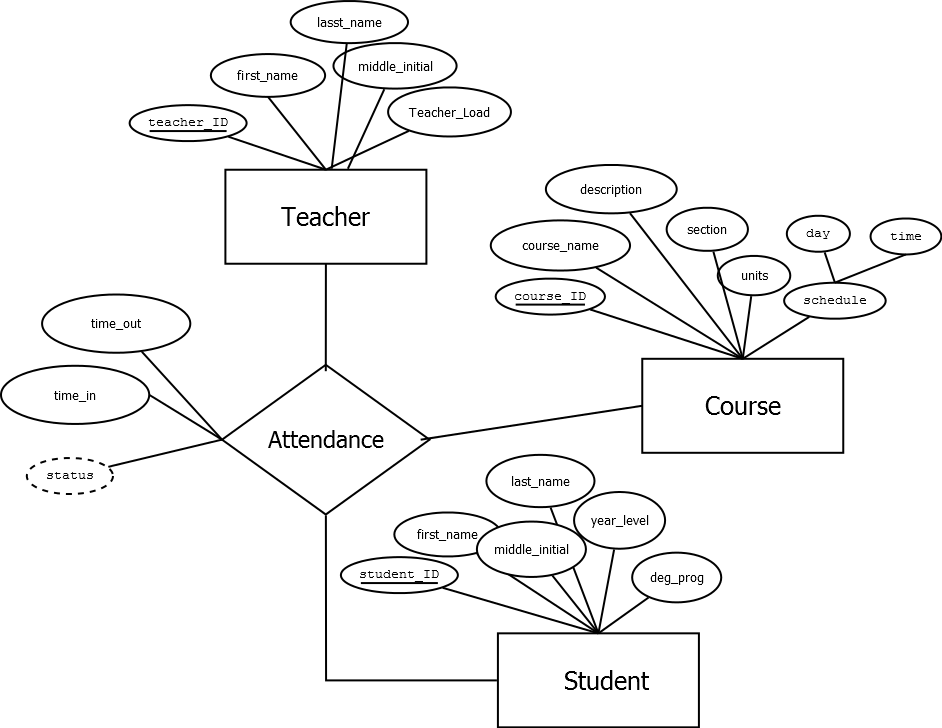 lasst_name
first_name
middle_initial
teacher_ID
Teacher_Load
Teacher
description
section
day
time
course_name
units
course_ID
schedule
time_out
time_in
Course
Attendance
status
last_name
year_level
first_name
middle_initial
student_ID
deg_prog
Student